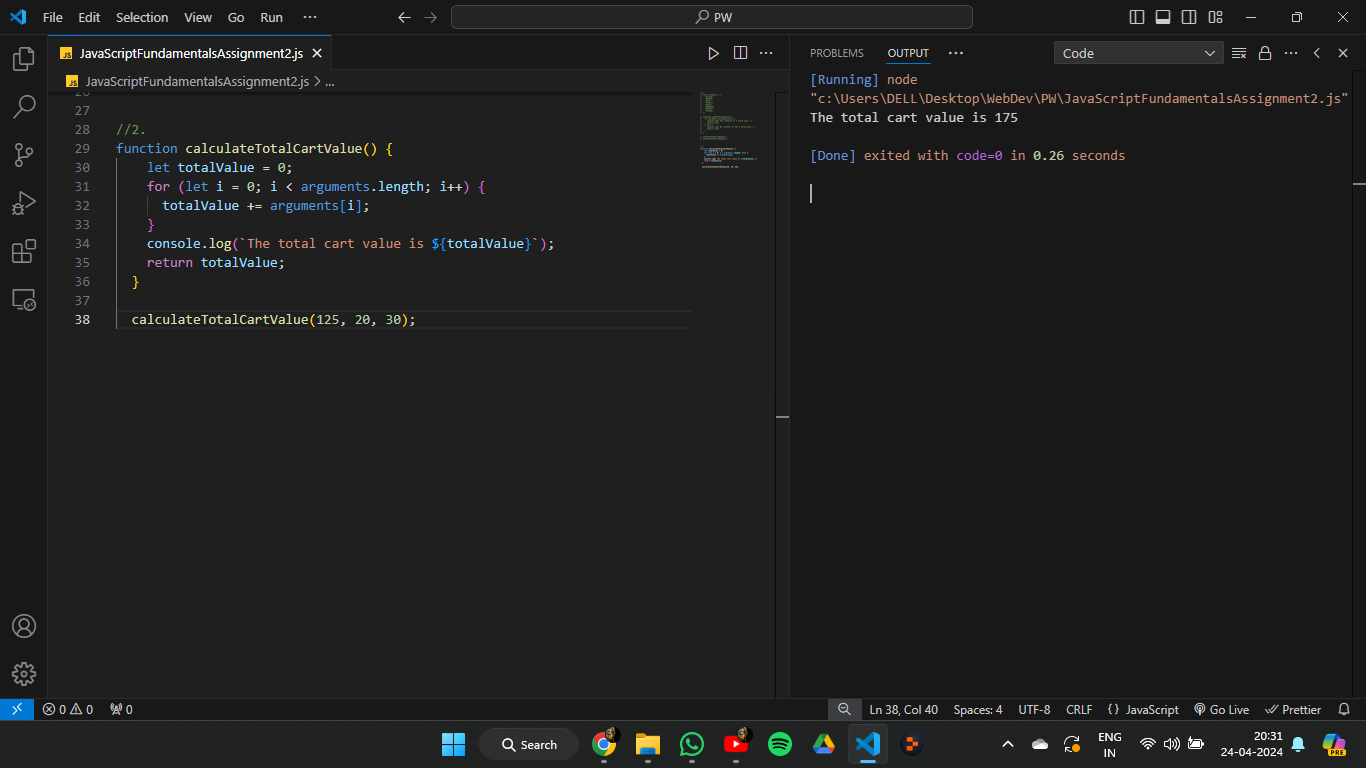 File Edit Selection View Go Run ···
PW
JavaScriptFundamentalsAssignment2.js
JavaScriptFundamentalsAssignment2.js > ...
27
28 //2.
29 function calculateTotalCartValue() {
30 let totalValue = 0;
31 for (let i = 0; i < arguments.length; i++) {
32 totalValue += arguments[i];
33 }
34 console.log(`The total cart value is ${totalValue}`);
35 return totalValue;
36 }
37
38 calculateTotalCartValue(125, 20, 30);
PROBLEMS OUTPUT ···
Code
[Running] node
"c:\Users\DELL\Desktop\WebDev\PW\JavaScriptFundamentalsAssignment2.js"
The total cart value is 175
[Done] exited with code=0 in 0.26 seconds
0 0 0
Ln 38, Col 40 Spaces: 4 UTF-8 CRLF {} JavaScript Go Live Prettier
Search
ENG
IN
20:31
24-04-2024
PRE